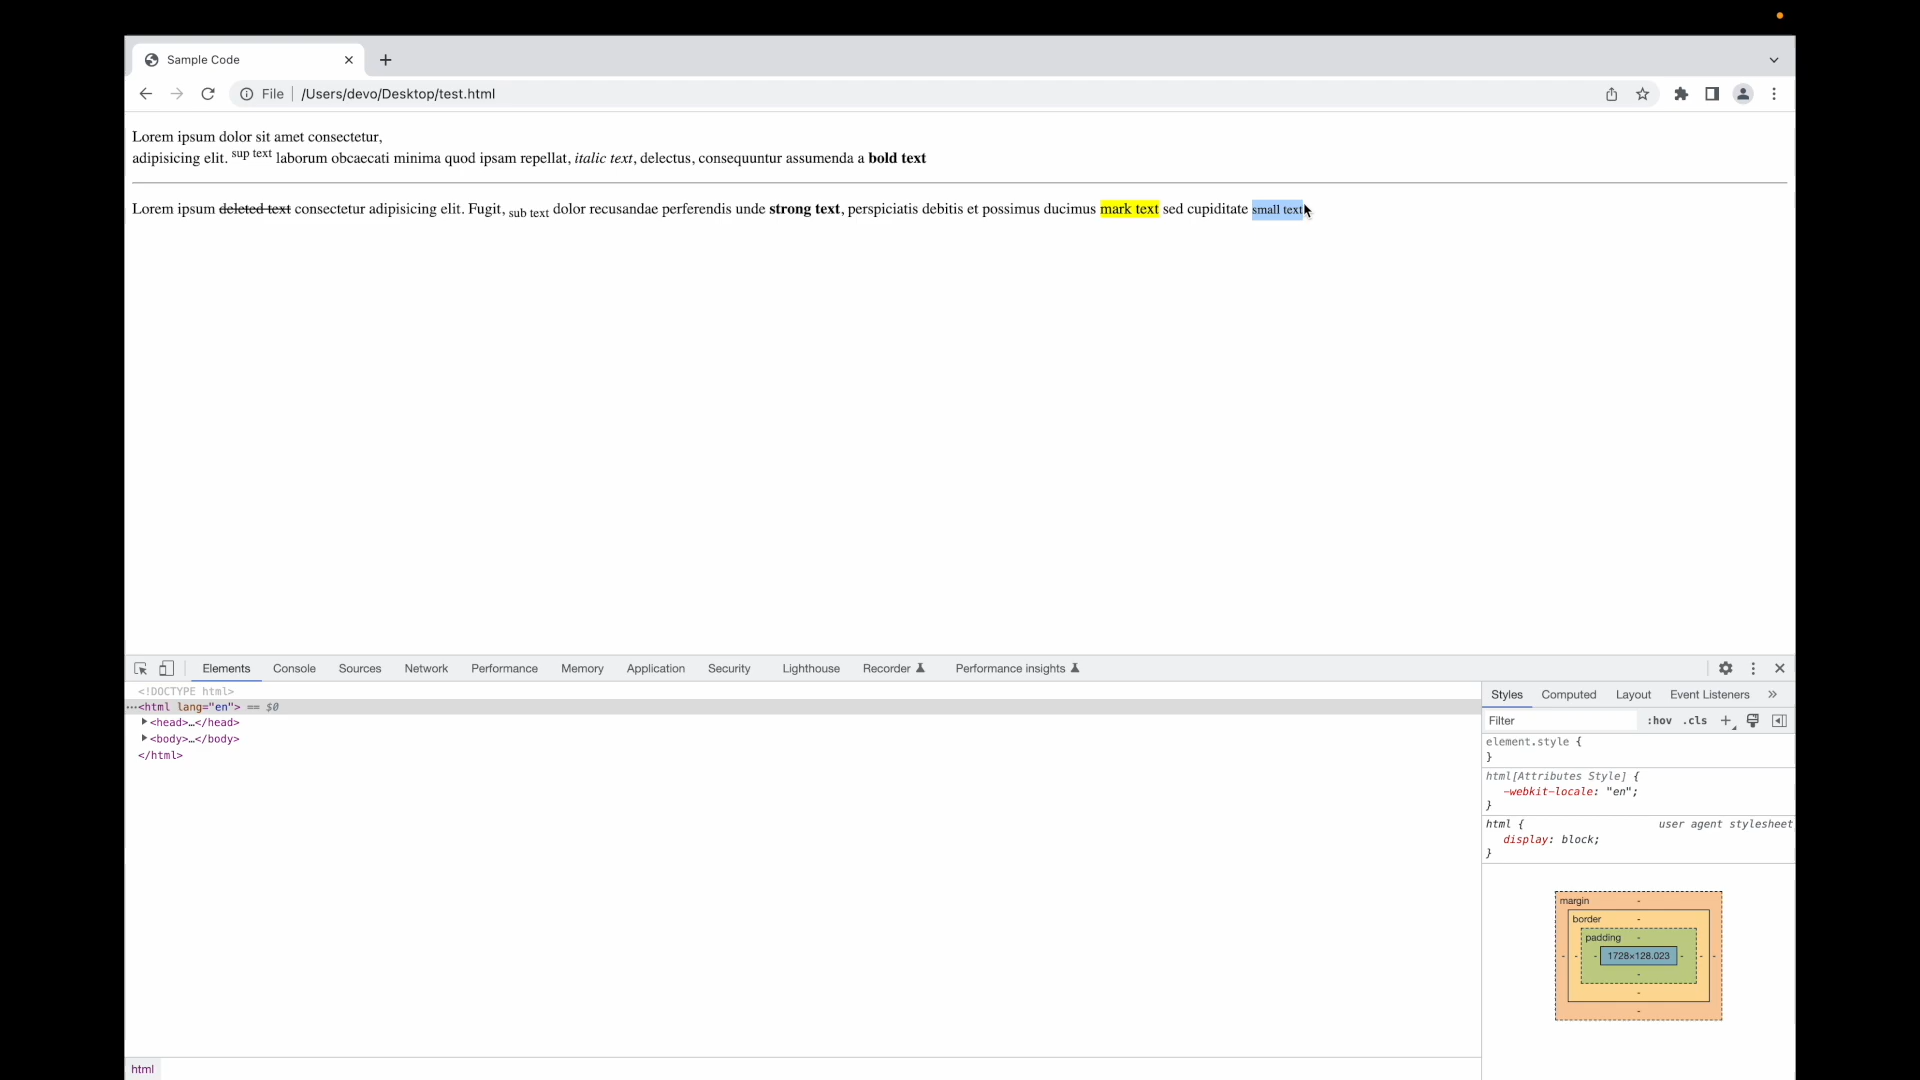 Sample Code
File /Users/devo/Desktop/test.html
Lorem ipsum dolor sit amet consectetur,
adipisicing elit. sup text laborum obcaecati minima quod ipsam repellat, italic text, delectus, consequuntur assumenda a bold text
Lorem ipsum deleted text consectetur adipisicing elit. Fugit, sub text dolor recusandae perferendis unde strong text, perspiciatis debitis et possimus ducimus mark text sed cupiditate small text
Elements Console Sources Network Performance Memory Application Security Lighthouse Recorder Performance insights
<!DOCTYPE html>
<html lang="en"> == $0
<head>…</head>
<body>…</body>
</html>
html
Styles Computed Layout Event Listeners
Filter :hov .cls
element.style {
}
html[Attributes Style] {
-webkit-locale: "en";
}
html { user agent stylesheet
display: block;
}
margin -
border -
padding -
- - - 1728×128.023 - - -
-
-
-